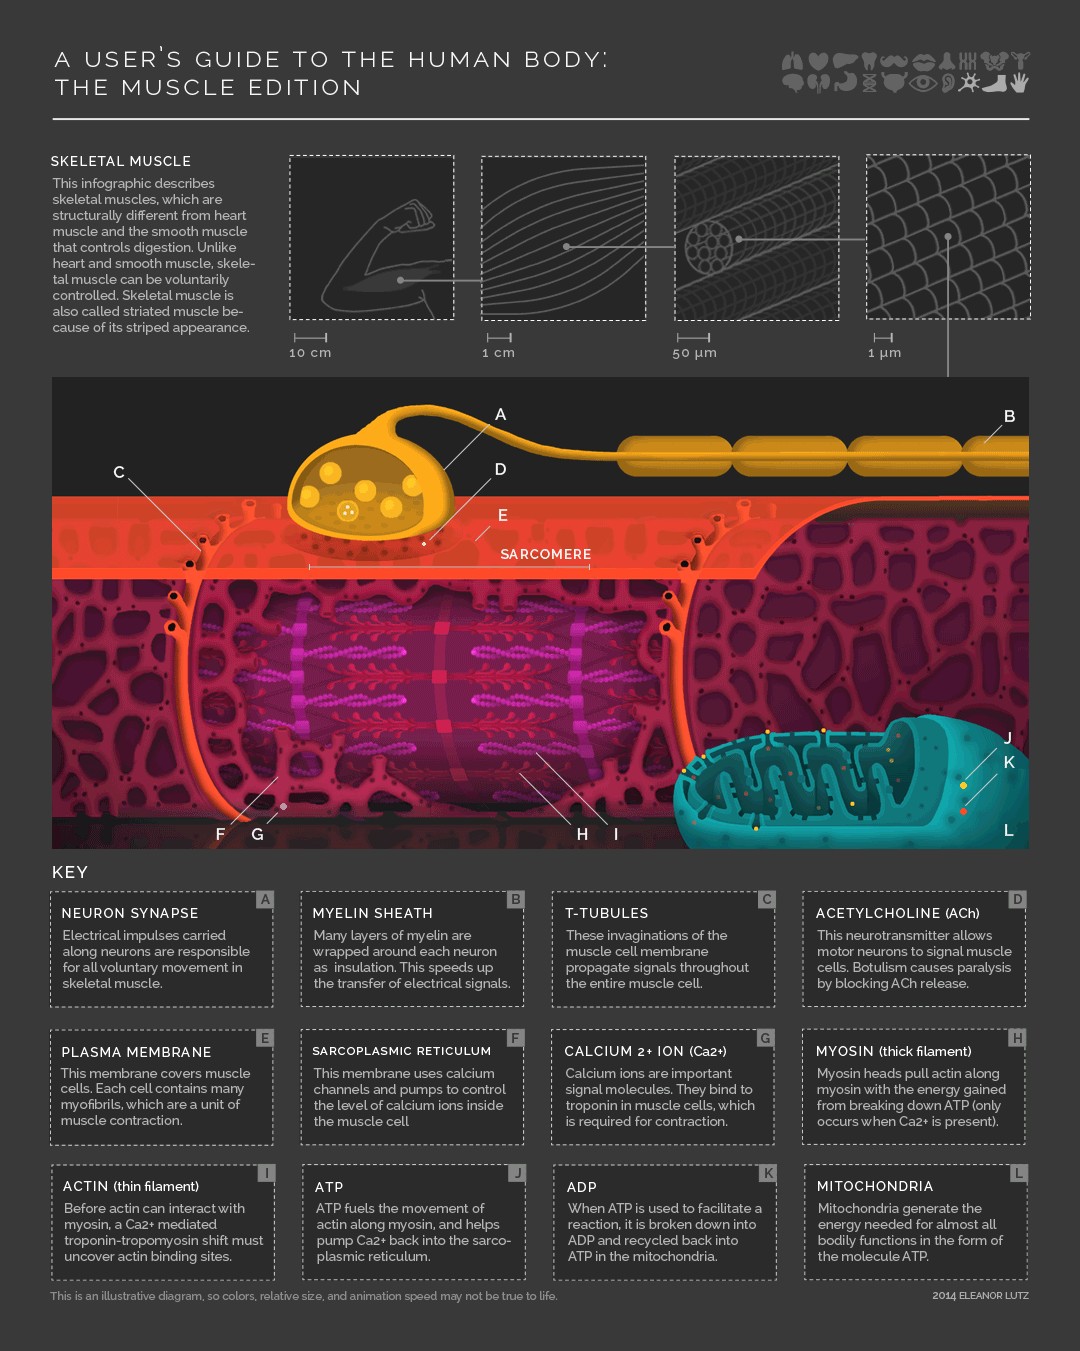 A USER'S GUIDE TO THE HUMAN BODY:
THE MUSCLE EDITION
SKELETAL MUSCLE
This infographic describes
skeletal muscles, which are
structurally different from heart
muscle and the smooth muscle
that controls digestion. Unlike
heart and smooth muscle, skele-
tal muscle can be voluntarily
controlled. Skeletal muscle is
also called striated muscle be-
cause of its striped appearance.
10 cm
1 cm
50 µm
1 µm
A
B
C
D
E
SARCOMERE
J
K
F
G
H
I
L
KEY
A
NEURON SYNAPSE
Electrical impulses carried
along neurons are responsible
for all voluntary movement in
skeletal muscle.
B
MYELIN SHEATH
Many layers of myelin are
wrapped around each neuron
as insulation. This speeds up
the transfer of electrical signals.
C
T-TUBULES
These invaginations of the
muscle cell membrane
propagate signals throughout
the entire muscle cell.
D
ACETYLCHOLINE (ACh)
This neurotransmitter allows
motor neurons to signal muscle
cells. Botulism causes paralysis
by blocking ACh release.
E
PLASMA MEMBRANE
This membrane covers muscle
cells. Each cell contains many
myofibrils, which are a unit of
muscle contraction.
F
SARCOPLASMIC RETICULUM
This membrane uses calcium
channels and pumps to control
the level of calcium ions inside
the muscle cell
G
CALCIUM 2+ ION (Ca2+)
Calcium ions are important
signal molecules. They bind to
troponin in muscle cells, which
is required for contraction.
H
MYOSIN (thick filament)
Myosin heads pull actin along
myosin with the energy gained
from breaking down ATP (only
occurs when Ca2+ is present).
I
ACTIN (thin filament)
Before actin can interact with
myosin, a Ca2+ mediated
troponin-tropomyosin shift must
uncover actin binding sites.
J
ATP
ATP fuels the movement of
actin along myosin, and helps
pump Ca2+ back into the sarco-
plasmic reticulum.
K
ADP
When ATP is used to facilitate a
reaction, it is broken down into
ADP and recycled back into
ATP in the mitochondria.
L
MITOCHONDRIA
Mitochondria generate the
energy needed for almost all
bodily functions in the form of
the molecule ATP.
This is an illustrative diagram, so colors, relative size, and animation speed may not be true to life.
2014 ELEANOR LUTZ